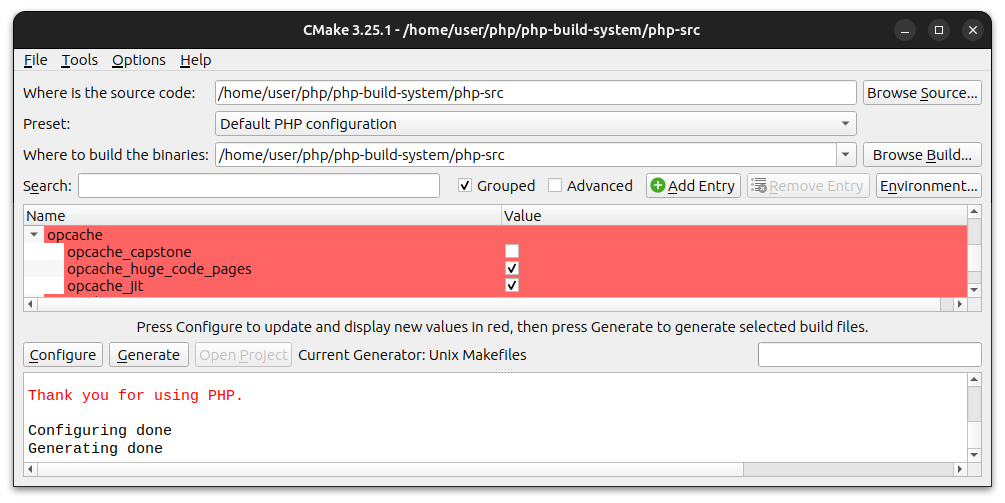 CMake 3.25.1 - /home/user/php/php-build-system/php-src
File Tools Options Help
Where is the source code: /home/user/php/php-build-system/php-src Browse Source...
Preset: Default PHP configuration
Where to build the binaries: /home/user/php/php-build-system/php-src Browse Build...
Search: Grouped Advanced Add Entry Remove Entry Environment...
Name Value
opcache
opcache_capstone
opcache_huge_code_pages
opcache_jit
Press Configure to update and display new values in red, then press Generate to generate selected build files.
Configure Generate Open Project Current Generator: Unix Makefiles
Thank you for using PHP.
Configuring done
Generating done